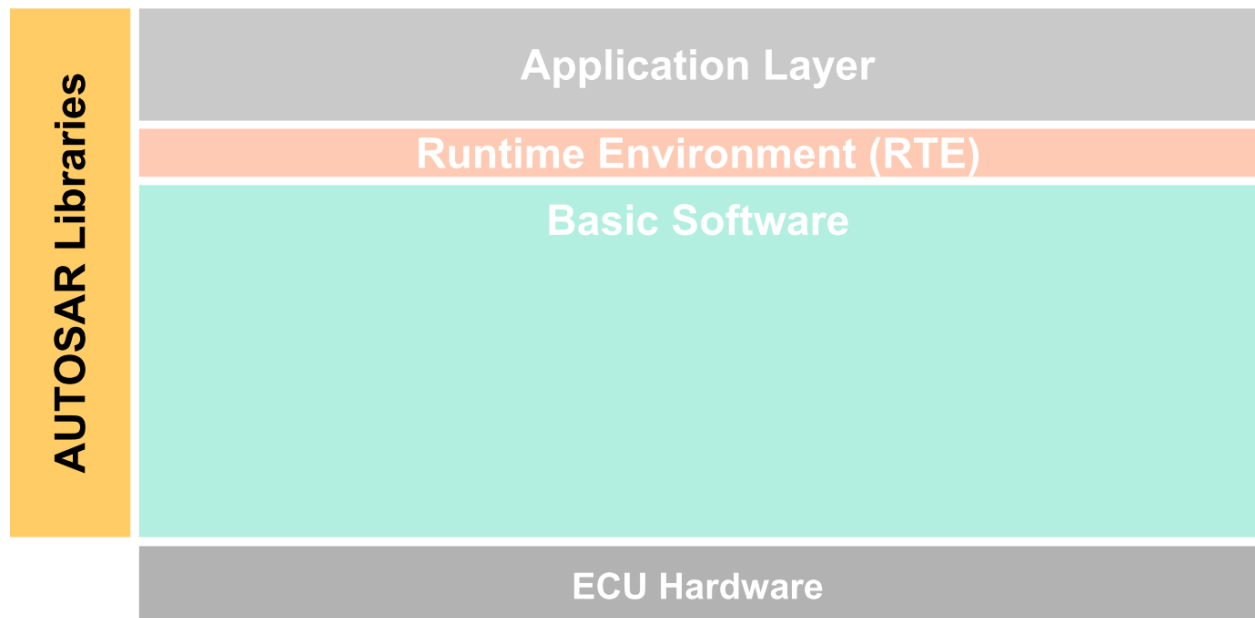 AUTOSAR Libraries
Application Layer
Runtime Environment (RTE)
Basic Software
ECU Hardware